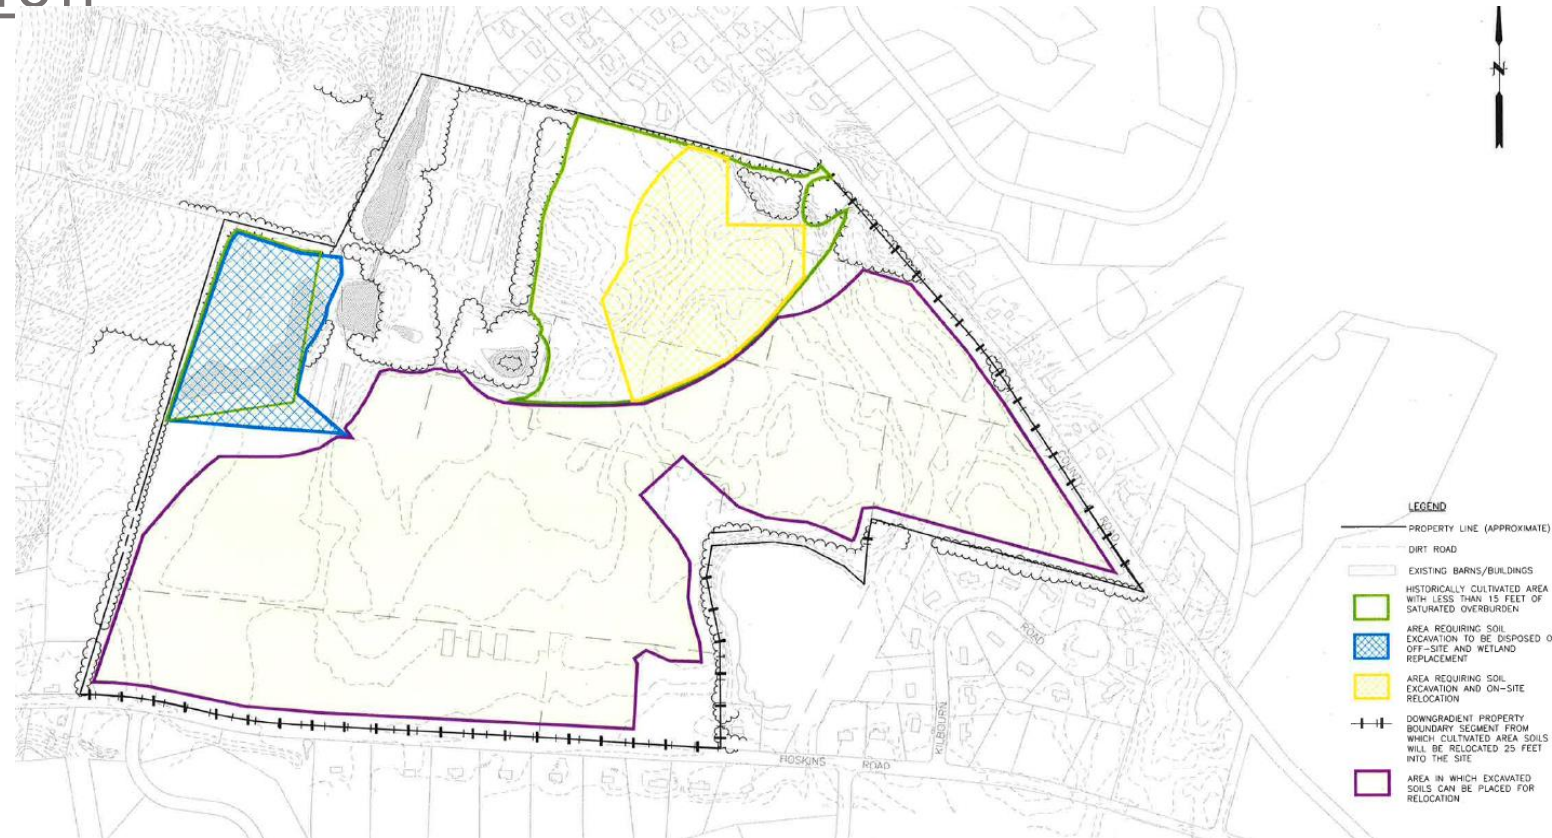 N
COUNTY ROAD
ROAD
KILBOURN
HOSKINS ROAD
LEGEND
PROPERTY LINE (APPROXIMATE)
DIRT ROAD
EXISTING BARNS/BUILDINGS
HISTORICALLY CULTIVATED AREA
WITH LESS THAN 15 FEET OF
SATURATED OVERBURDEN
AREA REQUIRING SOIL
EXCAVATION TO BE DISPOSED O
OFF-SITE AND WETLAND
REPLACEMENT
AREA REQUIRING SOIL
EXCAVATION AND ON-SITE
RELOCATION
DOWNGRADIENT PROPERTY
BOUNDARY SEGMENT FROM
WHICH CULTIVATED AREA SOILS
WILL BE RELOCATED 25 FEET
INTO THE SITE
AREA IN WHICH EXCAVATED
SOILS CAN BE PLACED FOR
RELOCATION